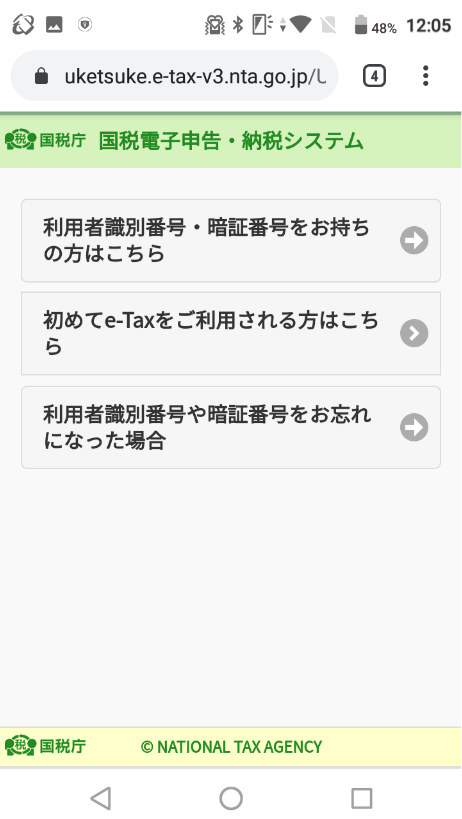 48% 12:05
uketsuke.e-tax-v3.nta.go.jp/U
4
税 国税庁 国税電子申告・納税システム
利用者識別番号・暗証番号をお持ち
の方はこちら
初めてe-Taxをご利用される方はこち
ら
利用者識別番号や暗証番号をお忘れ
になった場合
税 国税庁 © NATIONAL TAX AGENCY